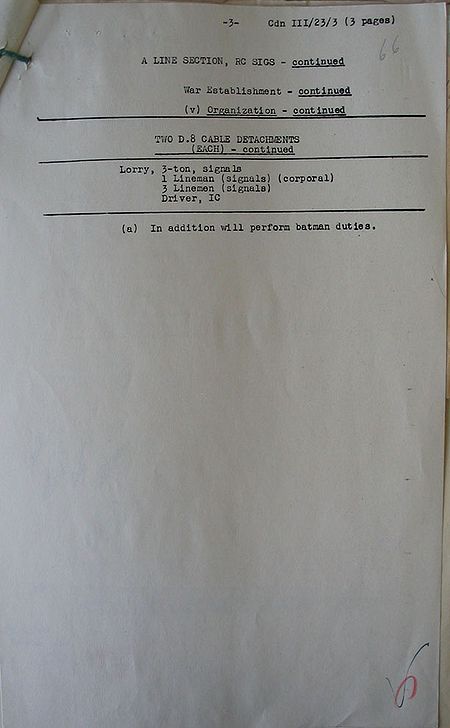 -3- Cdn III/23/3 (3 pages)
66
A LINE SECTION, RC SIGS - continued
War Establishment - continued
(v) Organization - continued
TWO D.8 CABLE DETACHMENTS
(EACH) - continued
Lorry, 3-ton, signals
1 Lineman (signals) (corporal)
3 Linemen (signals)
Driver, IC
(a) In addition will perform batman duties.